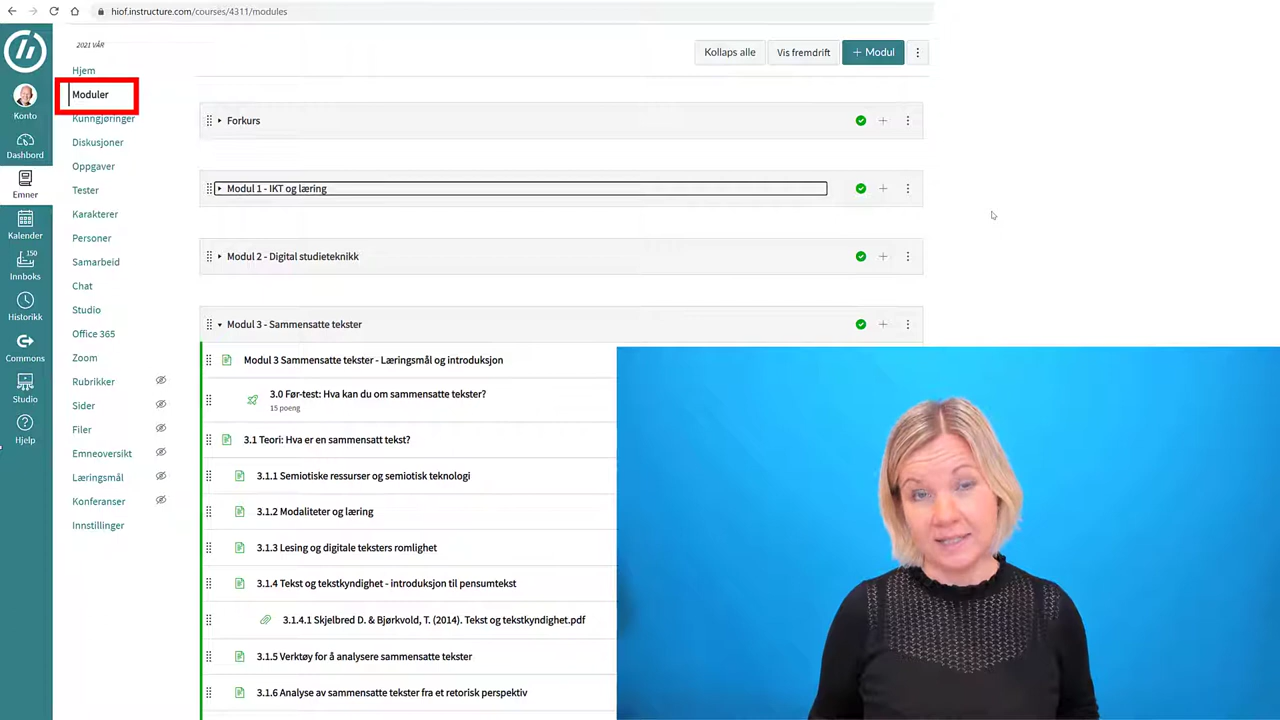 hiof.instructure.com/courses/4311/modules
2021 VÅR
Hjem
Moduler
Kunngjøringer
Diskusjoner
Oppgaver
Tester
Karakterer
Personer
Samarbeid
Chat
Studio
Office 365
Zoom
Rubrikker
Sider
Filer
Emneoversikt
Læringsmål
Konferanser
Innstillinger
Konto
Dashbord
Emner
Kalender
150
Innboks
Historikk
Commons
Studio
Hjelp
Kollaps alle
Vis fremdrift
+ Modul
Forkurs
Modul 1 - IKT og læring
Modul 2 - Digital studieteknikk
Modul 3 - Sammensatte tekster
Modul 3 Sammensatte tekster - Læringsmål og introduksjon
3.0 Før-test: Hva kan du om sammensatte tekster?
15 poeng
3.1 Teori: Hva er en sammensatt tekst?
3.1.1 Semiotiske ressurser og semiotisk teknologi
3.1.2 Modaliteter og læring
3.1.3 Lesing og digitale teksters romlighet
3.1.4 Tekst og tekstkyndighet - introduksjon til pensumtekst
3.1.4.1 Skjelbred D. & Bjørkvold, T. (2014). Tekst og tekstkyndighet.pdf
3.1.5 Verktøy for å analysere sammensatte tekster
3.1.6 Analyse av sammensatte tekster fra et retorisk perspektiv